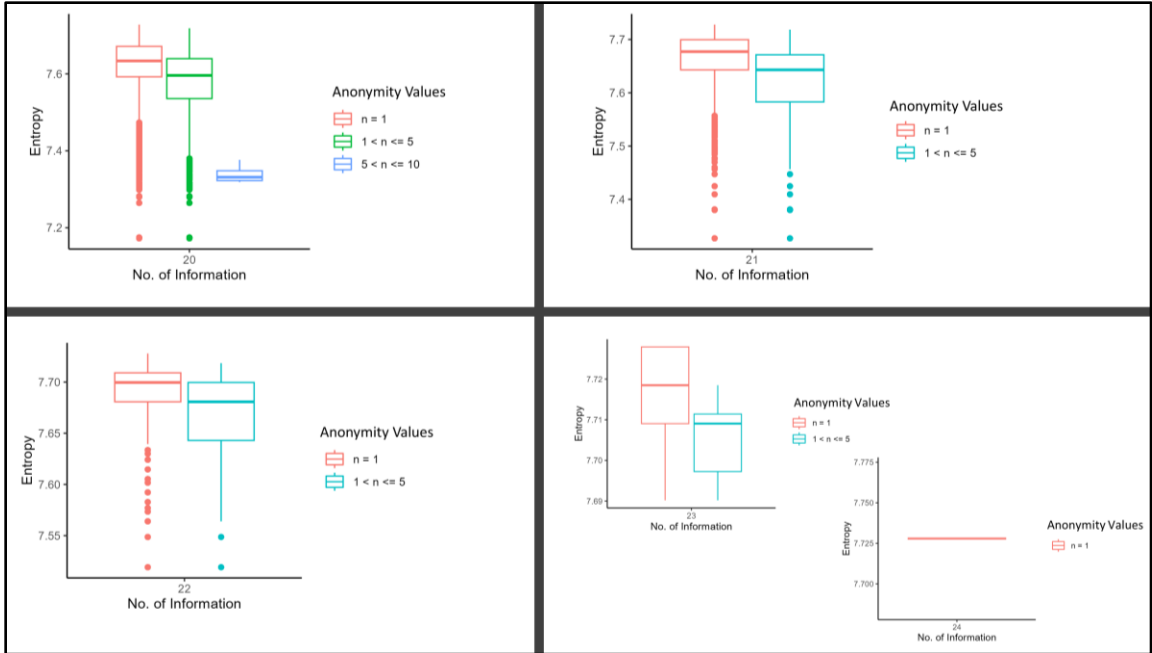 7.6
7.4
7.2
Entropy
20
No. of Information
Anonymity Values
n = 1
1 < n <= 5
5 < n <= 10
7.7
7.6
7.5
7.4
Entropy
21
No. of Information
Anonymity Values
n = 1
1 < n <= 5
7.70
7.65
7.60
7.55
Entropy
22
No. of Information
Anonymity Values
n = 1
1 < n <= 5
7.72
7.71
7.70
7.69
Entropy
23
No. of Information
Anonymity Values
n = 1
1 < n <= 5
7.775
7.750
7.725
7.700
Entropy
24
No. of Information
Anonymity Values
n = 1